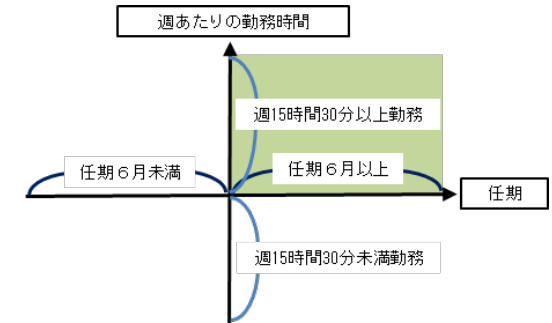 週あたりの勤務時間
週15時間30分以上勤務
任期６月未満
任期６月以上
任期
週15時間30分未満勤務